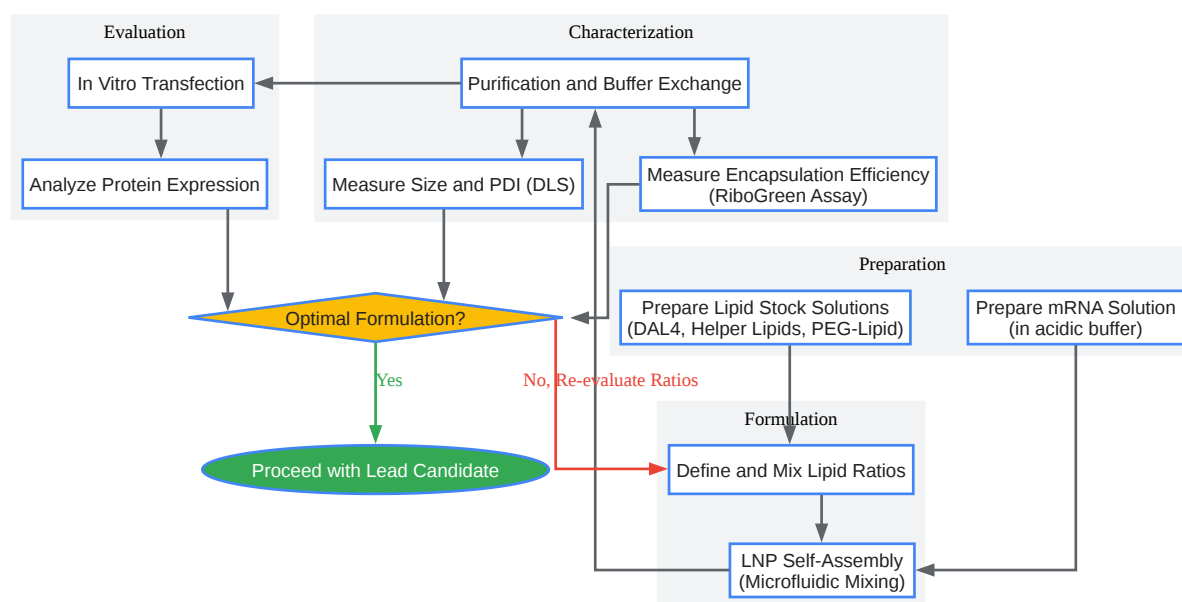 Evaluation
Characterization
In Vitro Transfection
Purification and Buffer Exchange
Analyze Protein Expression
Measure Size and PDI (DLS)
Measure Encapsulation Efficiency
(RiboGreen Assay)
Preparation
Prepare Lipid Stock Solutions
(DAL4, Helper Lipids, PEG-Lipid)
Prepare mRNA Solution
(in acidic buffer)
Optimal Formulation?
Yes
No, Re-evaluate Ratios
Formulation
Proceed with Lead Candidate
Define and Mix Lipid Ratios
LNP Self-Assembly
(Microfluidic Mixing)